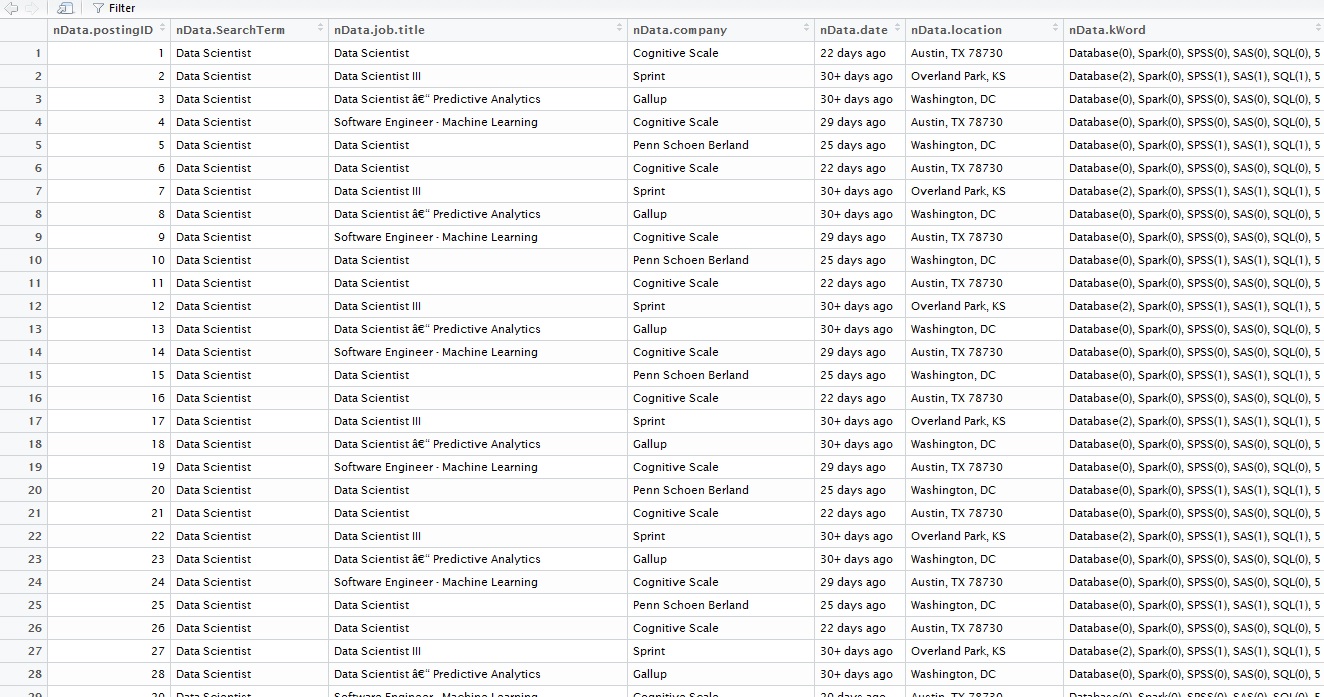 Filter
nData.postingID nData.SearchTerm nData.job.title nData.company nData.date nData.location nData.kWord
1 1 Data Scientist Data Scientist Cognitive Scale 22 days ago Austin, TX 78730 Database(0), Spark(0), SPSS(0), SAS(0), SQL(0), 5
2 2 Data Scientist Data Scientist III Sprint 30+ days ago Overland Park, KS Database(2), Spark(0), SPSS(1), SAS(1), SQL(1), 5
3 3 Data Scientist Data Scientist â€“ Predictive Analytics Gallup 30+ days ago Washington, DC Database(0), Spark(0), SPSS(0), SAS(0), SQL(0), 5
4 4 Data Scientist Software Engineer - Machine Learning Cognitive Scale 29 days ago Austin, TX 78730 Database(0), Spark(0), SPSS(0), SAS(0), SQL(0), 5
5 5 Data Scientist Data Scientist Penn Schoen Berland 25 days ago Washington, DC Database(0), Spark(0), SPSS(1), SAS(1), SQL(1), 5
6 6 Data Scientist Data Scientist Cognitive Scale 22 days ago Austin, TX 78730 Database(0), Spark(0), SPSS(0), SAS(0), SQL(0), 5
7 7 Data Scientist Data Scientist III Sprint 30+ days ago Overland Park, KS Database(2), Spark(0), SPSS(1), SAS(1), SQL(1), 5
8 8 Data Scientist Data Scientist â€“ Predictive Analytics Gallup 30+ days ago Washington, DC Database(0), Spark(0), SPSS(0), SAS(0), SQL(0), 5
9 9 Data Scientist Software Engineer - Machine Learning Cognitive Scale 29 days ago Austin, TX 78730 Database(0), Spark(0), SPSS(0), SAS(0), SQL(0), 5
10 10 Data Scientist Data Scientist Penn Schoen Berland 25 days ago Washington, DC Database(0), Spark(0), SPSS(1), SAS(1), SQL(1), 5
11 11 Data Scientist Data Scientist Cognitive Scale 22 days ago Austin, TX 78730 Database(0), Spark(0), SPSS(0), SAS(0), SQL(0), 5
12 12 Data Scientist Data Scientist III Sprint 30+ days ago Overland Park, KS Database(2), Spark(0), SPSS(1), SAS(1), SQL(1), 5
13 13 Data Scientist Data Scientist â€“ Predictive Analytics Gallup 30+ days ago Washington, DC Database(0), Spark(0), SPSS(0), SAS(0), SQL(0), 5
14 14 Data Scientist Software Engineer - Machine Learning Cognitive Scale 29 days ago Austin, TX 78730 Database(0), Spark(0), SPSS(0), SAS(0), SQL(0), 5
15 15 Data Scientist Data Scientist Penn Schoen Berland 25 days ago Washington, DC Database(0), Spark(0), SPSS(1), SAS(1), SQL(1), 5
16 16 Data Scientist Data Scientist Cognitive Scale 22 days ago Austin, TX 78730 Database(0), Spark(0), SPSS(0), SAS(0), SQL(0), 5
17 17 Data Scientist Data Scientist III Sprint 30+ days ago Overland Park, KS Database(2), Spark(0), SPSS(1), SAS(1), SQL(1), 5
18 18 Data Scientist Data Scientist â€“ Predictive Analytics Gallup 30+ days ago Washington, DC Database(0), Spark(0), SPSS(0), SAS(0), SQL(0), 5
19 19 Data Scientist Software Engineer - Machine Learning Cognitive Scale 29 days ago Austin, TX 78730 Database(0), Spark(0), SPSS(0), SAS(0), SQL(0), 5
20 20 Data Scientist Data Scientist Penn Schoen Berland 25 days ago Washington, DC Database(0), Spark(0), SPSS(1), SAS(1), SQL(1), 5
21 21 Data Scientist Data Scientist Cognitive Scale 22 days ago Austin, TX 78730 Database(0), Spark(0), SPSS(0), SAS(0), SQL(0), 5
22 22 Data Scientist Data Scientist III Sprint 30+ days ago Overland Park, KS Database(2), Spark(0), SPSS(1), SAS(1), SQL(1), 5
23 23 Data Scientist Data Scientist â€“ Predictive Analytics Gallup 30+ days ago Washington, DC Database(0), Spark(0), SPSS(0), SAS(0), SQL(0), 5
24 24 Data Scientist Software Engineer - Machine Learning Cognitive Scale 29 days ago Austin, TX 78730 Database(0), Spark(0), SPSS(0), SAS(0), SQL(0), 5
25 25 Data Scientist Data Scientist Penn Schoen Berland 25 days ago Washington, DC Database(0), Spark(0), SPSS(1), SAS(1), SQL(1), 5
26 26 Data Scientist Data Scientist Cognitive Scale 22 days ago Austin, TX 78730 Database(0), Spark(0), SPSS(0), SAS(0), SQL(0), 5
27 27 Data Scientist Data Scientist III Sprint 30+ days ago Overland Park, KS Database(2), Spark(0), SPSS(1), SAS(1), SQL(1), 5
28 28 Data Scientist Data Scientist â€“ Predictive Analytics Gallup 30+ days ago Washington, DC Database(0), Spark(0), SPSS(0), SAS(0), SQL(0), 5